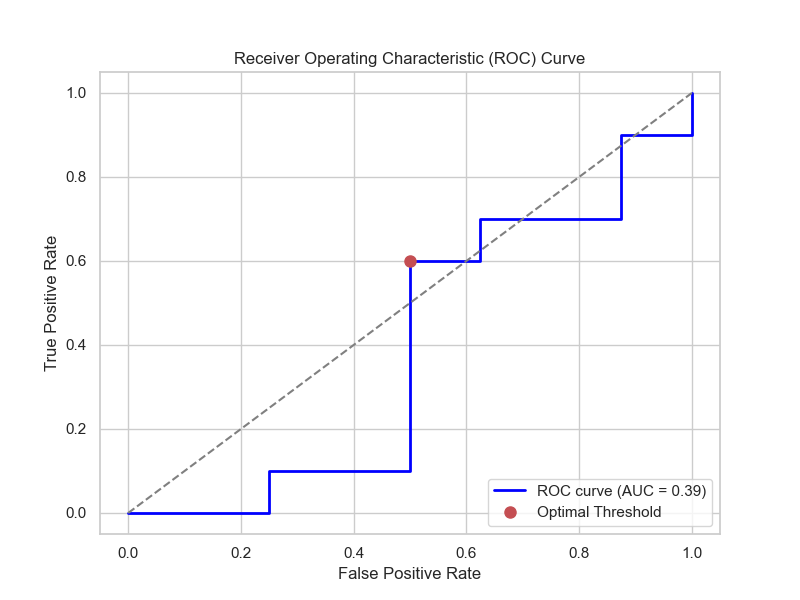 Receiver Operating Characteristic (ROC) Curve
True Positive Rate
1.0
0.8
0.6
0.4
0.2
0.0
ROC curve (AUC = 0.39)
Optimal Threshold
0.0 0.2 0.4 0.6 0.8 1.0
False Positive Rate